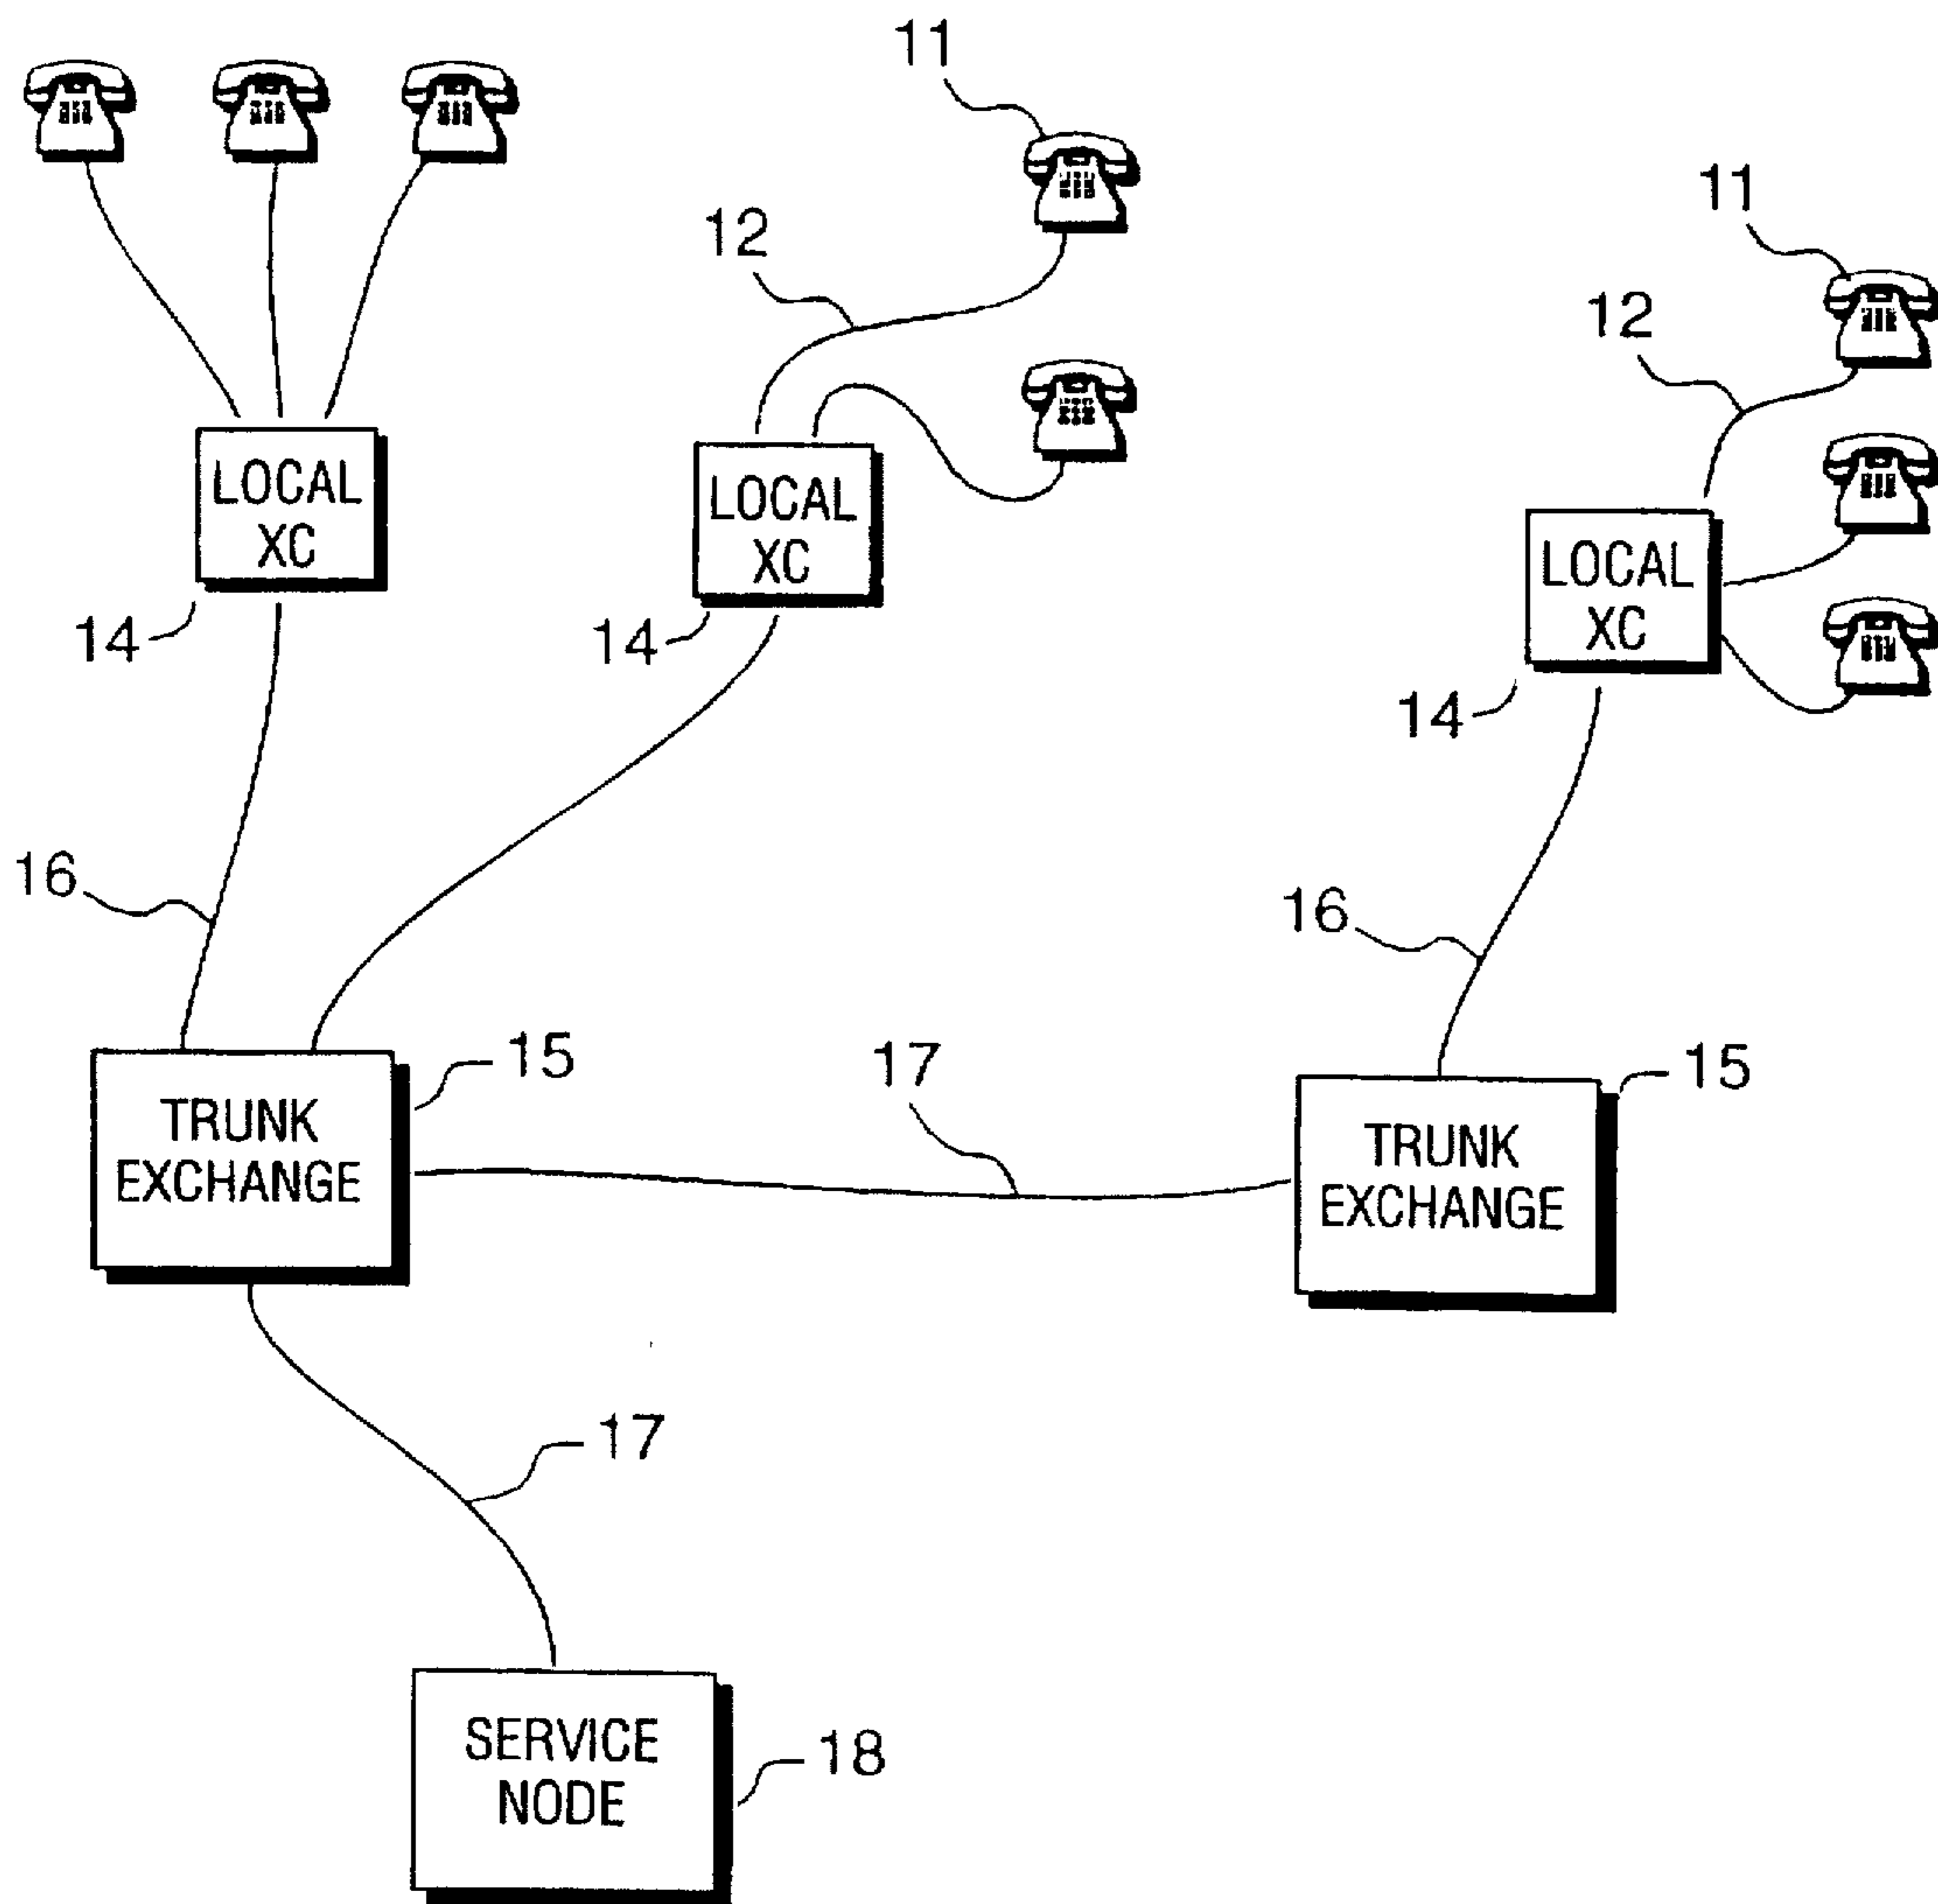 11
11
12
12
LOCAL
XC
LOCAL
XC
LOCAL
XC
14
14
14
16
16
15
17
15
TRUNK
EXCHANGE
TRUNK
EXCHANGE
17
SERVICE
NODE
18